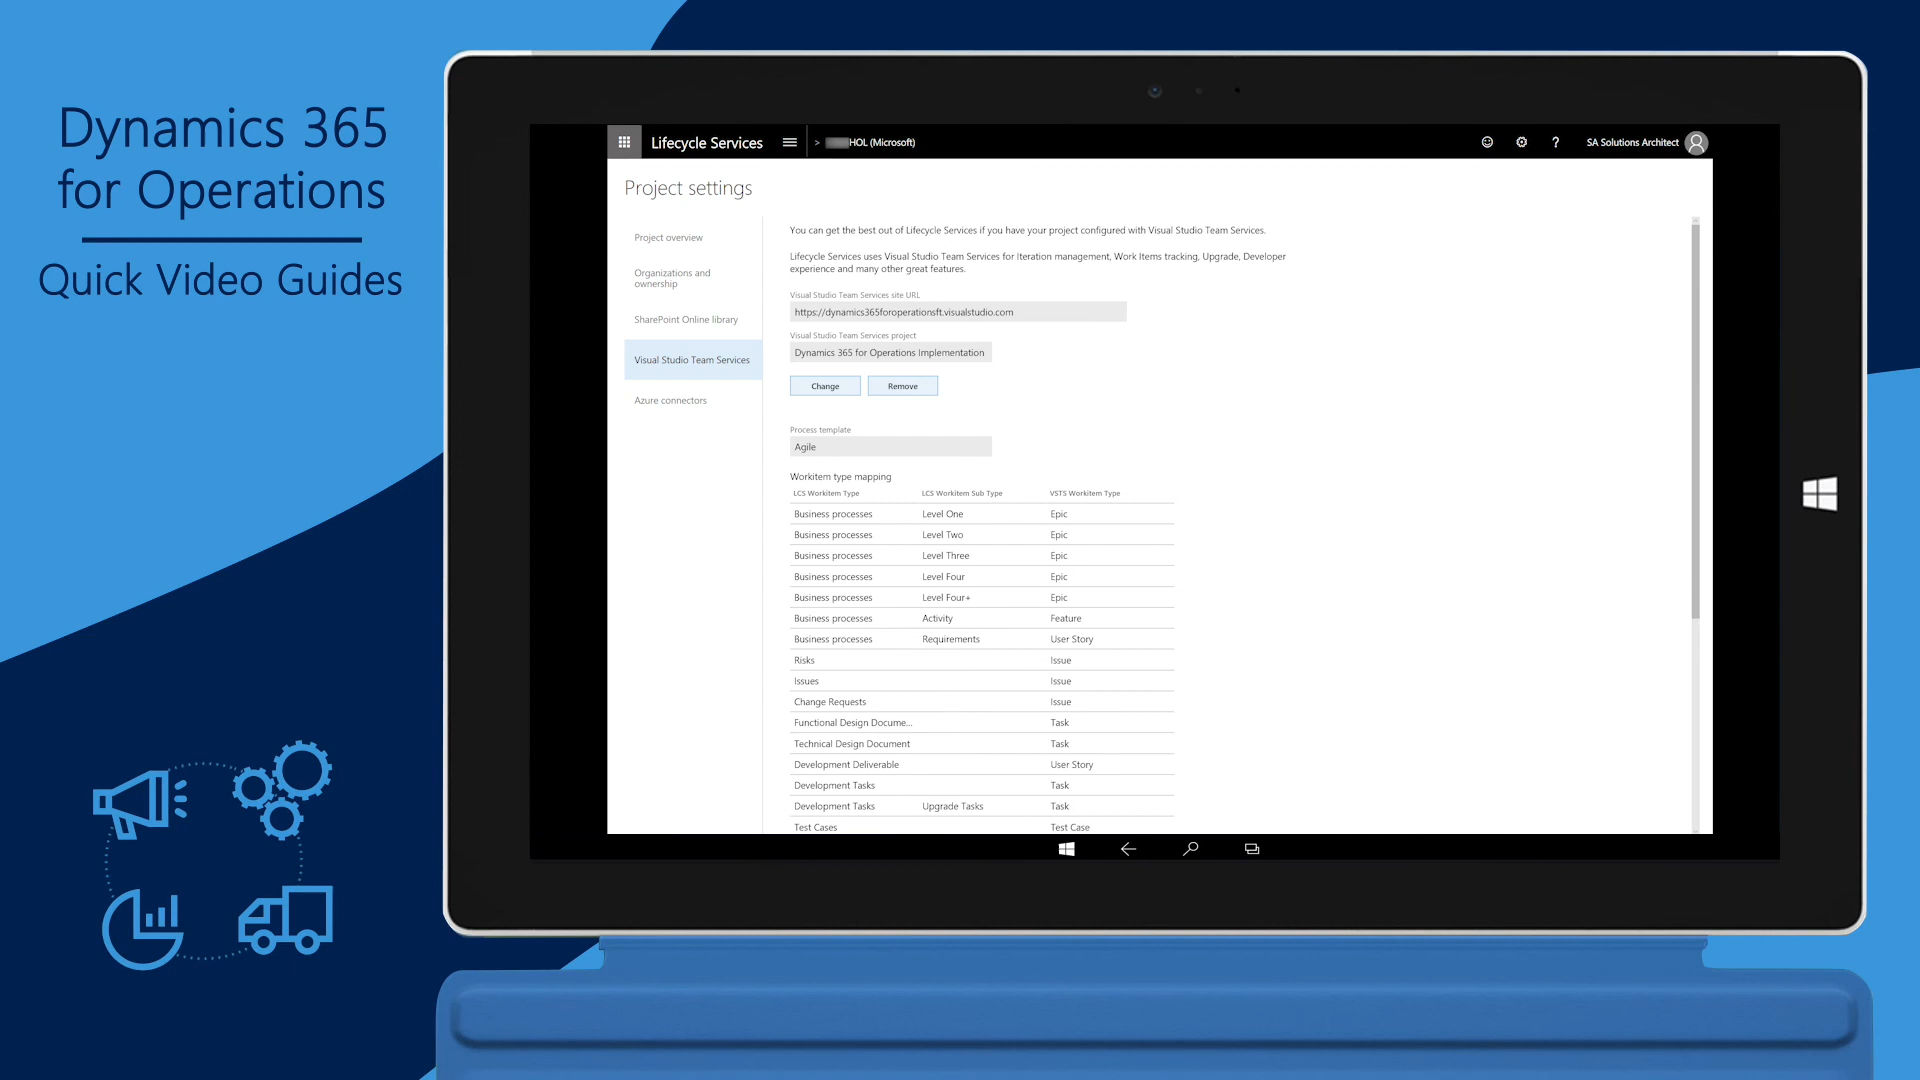 Dynamics 365
for Operations
Quick Video Guides
Lifecycle Services
> HOL (Microsoft)
? SA Solutions Architect
Project settings
Project overview
Organizations and
ownership
SharePoint Online library
Visual Studio Team Services
Azure connectors
You can get the best out of Lifecycle Services if you have your project configured with Visual Studio Team Services.
Lifecycle Services uses Visual Studio Team Services for Iteration management, Work Items tracking, Upgrade, Developer
experience and many other great features.
Visual Studio Team Services site URL
https://dynamics365foroperationsft.visualstudio.com
Visual Studio Team Services project
Dynamics 365 for Operations Implementation
Change Remove
Process template
Agile
Workitem type mapping
LCS Workitem Type LCS Workitem Sub Type VSTS Workitem Type
Business processes Level One Epic
Business processes Level Two Epic
Business processes Level Three Epic
Business processes Level Four Epic
Business processes Level Four+ Epic
Business processes Activity Feature
Business processes Requirements User Story
Risks Issue
Issues Issue
Change Requests Issue
Functional Design Docume... Task
Technical Design Document Task
Development Deliverable User Story
Development Tasks Task
Development Tasks Upgrade Tasks Task
Test Cases Test Case